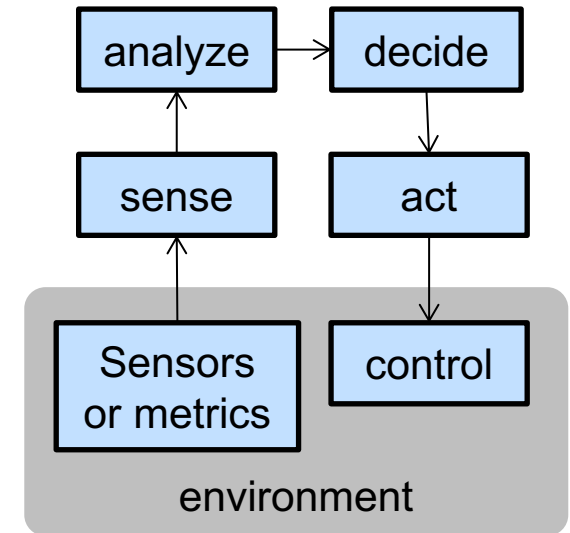 analyze
decide
sense
act
Sensors
or metrics
control
environment